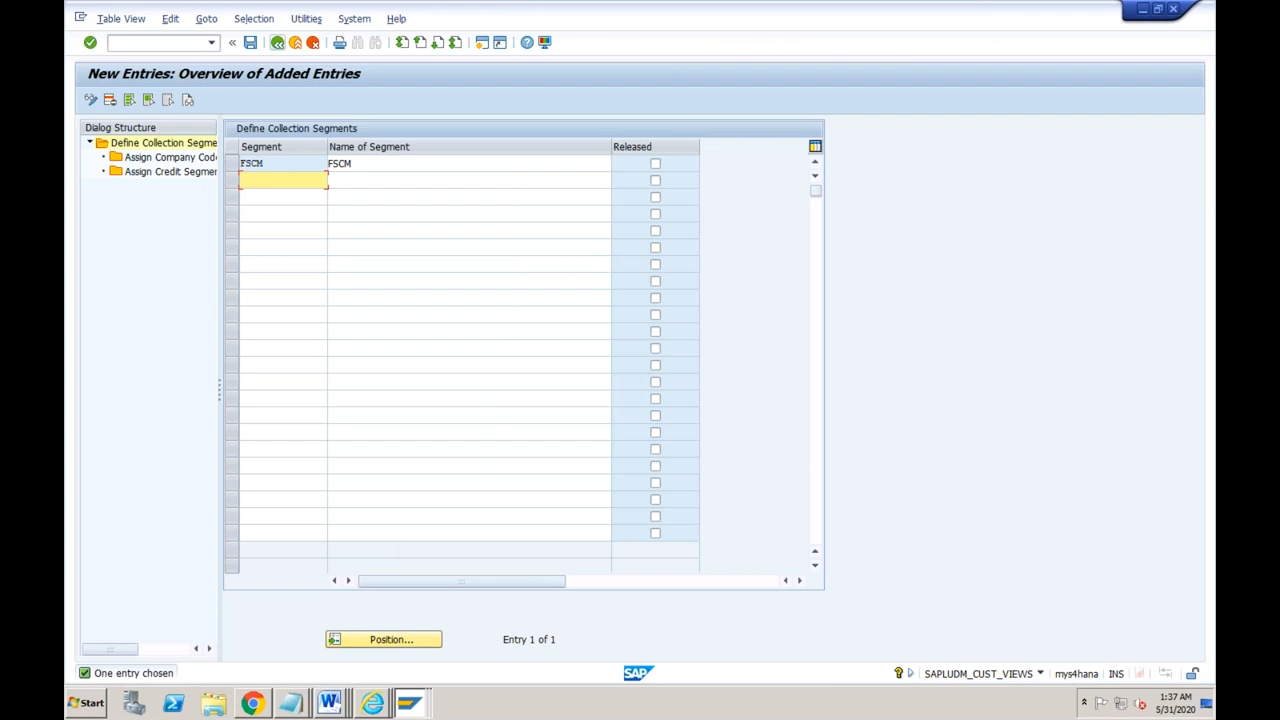 Table View Edit Goto Selection Utilities System Help
New Entries: Overview of Added Entries
Dialog Structure
Define Collection Segme
Assign Company Code
Assign Credit Segmen
Define Collection Segments
Segment Name of Segment Released
FSCM FSCM
Position... Entry 1 of 1
One entry chosen
SAP
SAPLUDM_CUST_VIEWS mys4hana INS
Start
1:37 AM
5/31/2020